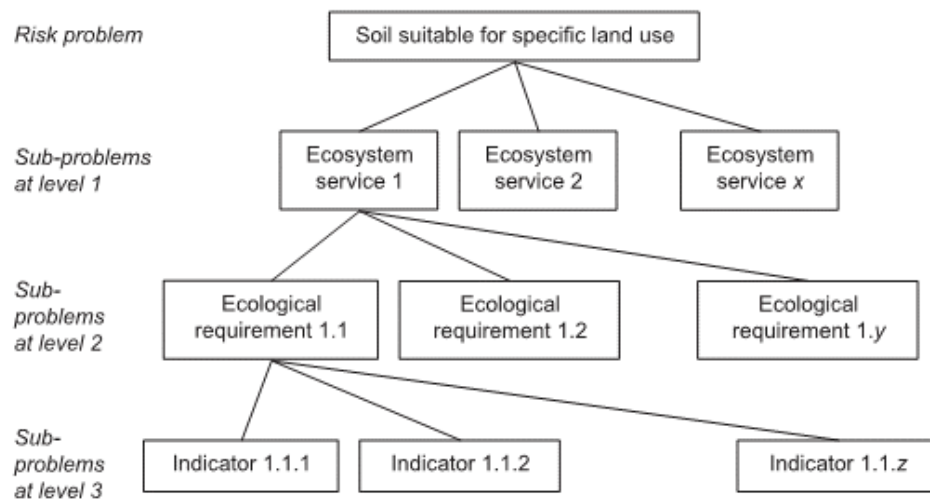 Risk problem
Soil suitable for specific land use
Sub-problems
at level 1
Ecosystem
service 1
Ecosystem
service 2
Ecosystem
service x
Sub-
problems
at level 2
Ecological
requirement 1.1
Ecological
requirement 1.2
Ecological
requirement 1.y
Sub-
problems
at level 3
Indicator 1.1.1
Indicator 1.1.2
Indicator 1.1.z